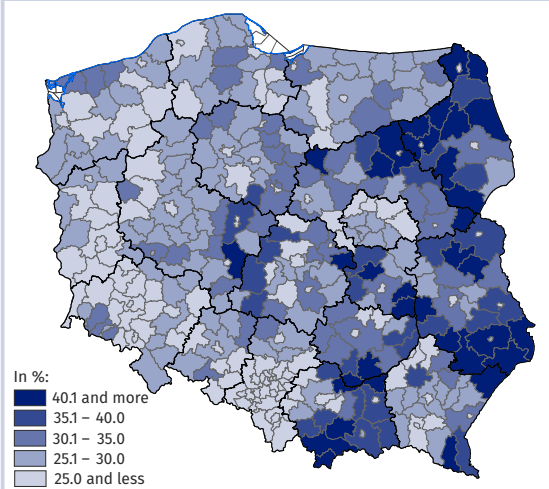 In %:
40.1 and more
35.1 – 40.0
30.1 – 35.0
25.1 – 30.0
25.0 and less